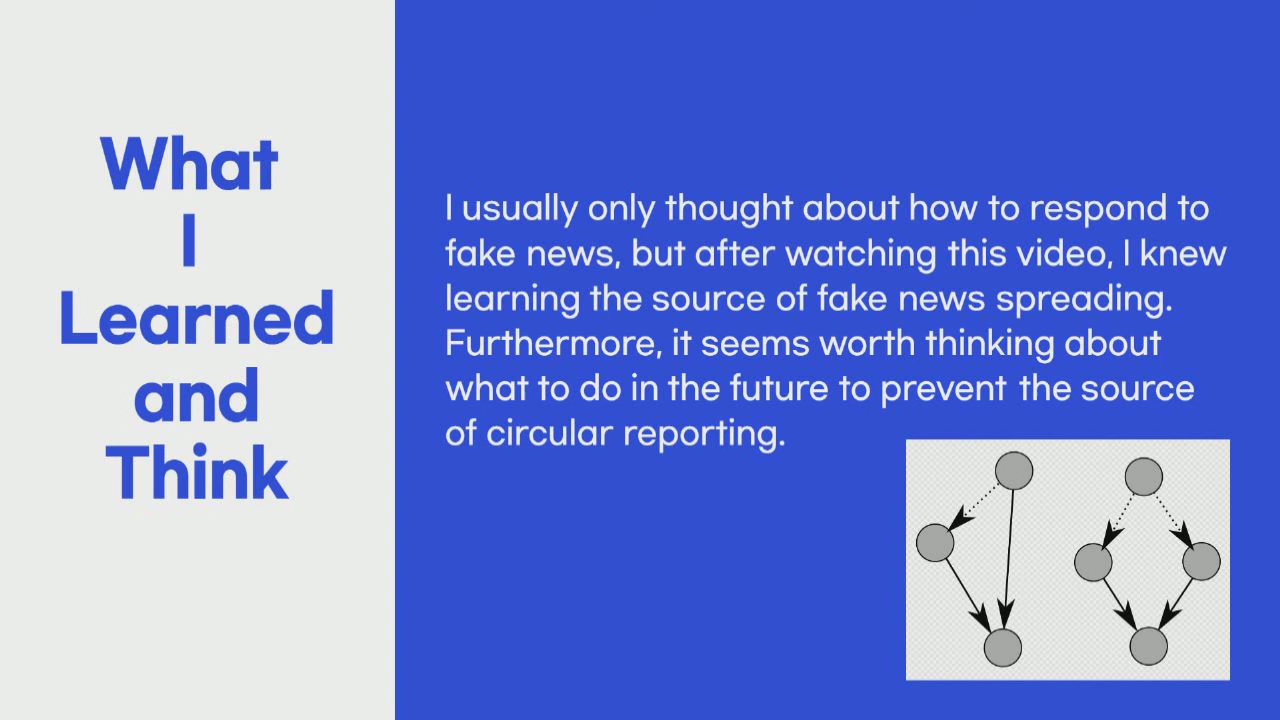 What
I
Learned
and
Think
I usually only thought about how to respond to
fake news, but after watching this video, I knew
learning the source of fake news spreading.
Furthermore, it seems worth thinking about
what to do in the future to prevent the source
of circular reporting.